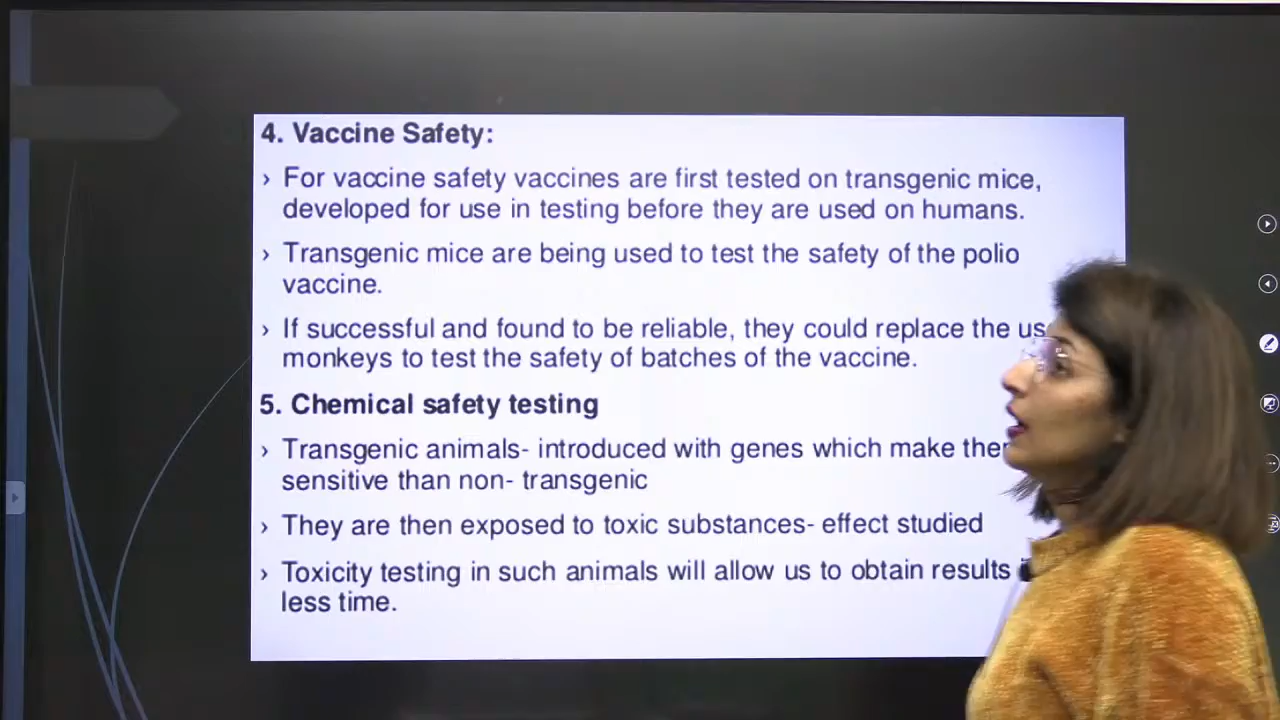 4. Vaccine Safety:
› For vaccine safety vaccines are first tested on transgenic mice,
developed for use in testing before they are used on humans.
› Transgenic mice are being used to test the safety of the polio
vaccine.
› If successful and found to be reliable, they could replace the
monkeys to test the safety of batches of the vaccine.
5. Chemical safety testing
› Transgenic animals- introduced with genes which make
sensitive than non- transgenic
› They are then exposed to toxic substances- effect studied
› Toxicity testing in such animals will allow us to obtain results
less time.